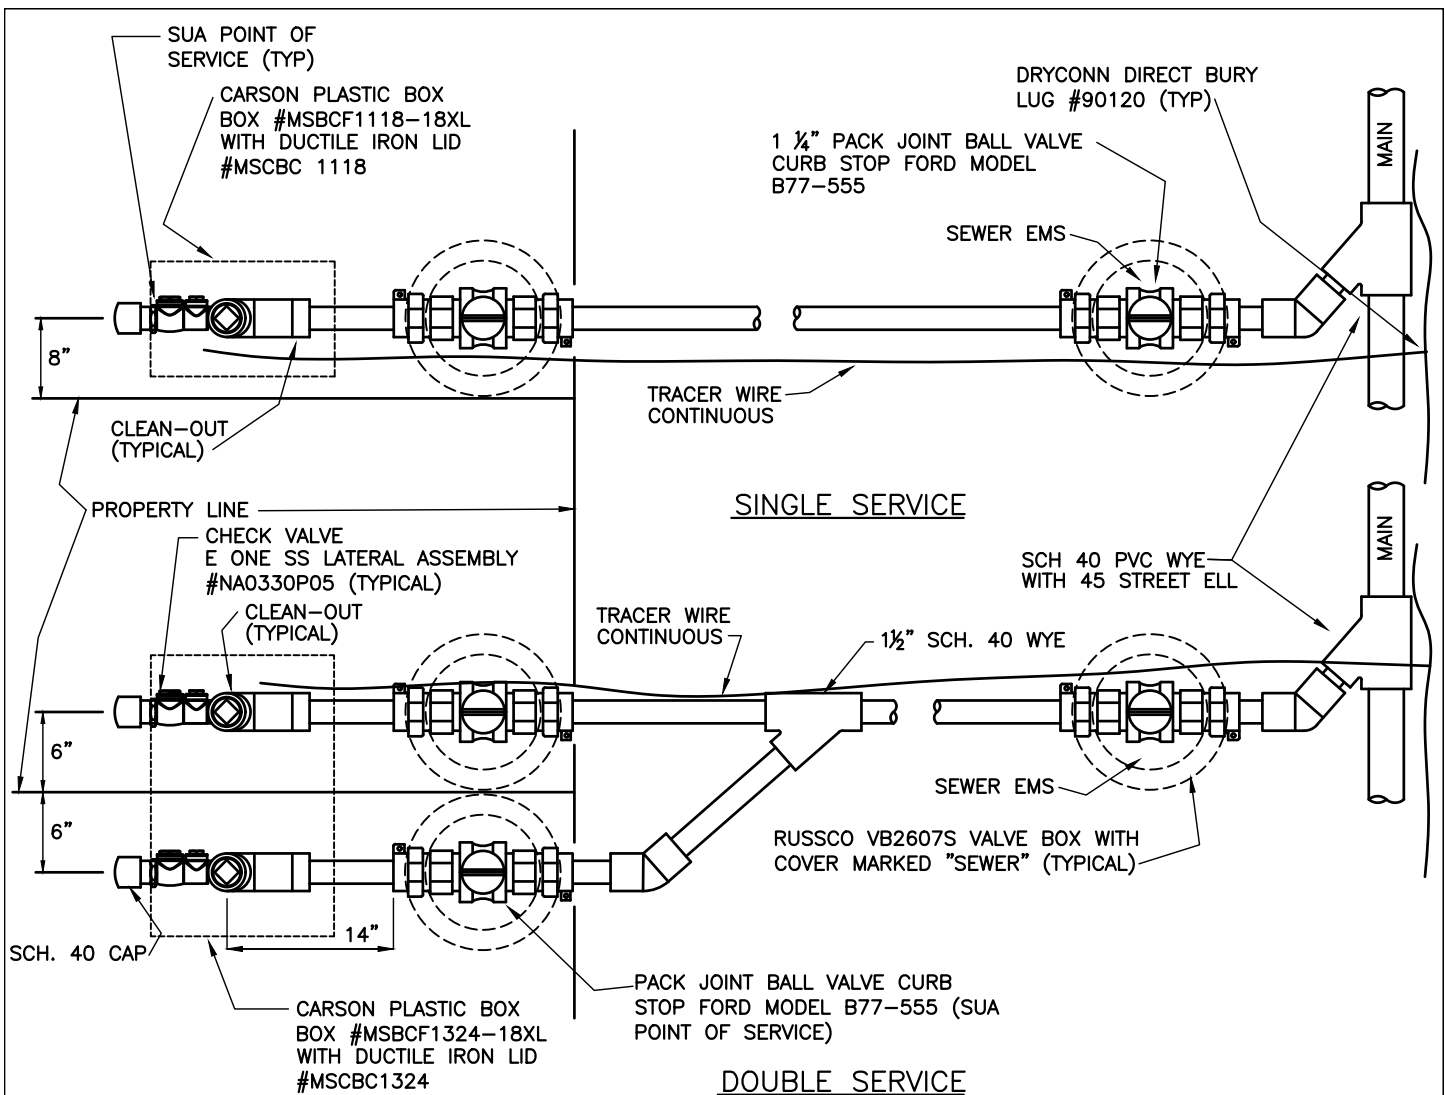 SUA POINT OF
SERVICE (TYP)
CARSON PLASTIC BOX
BOX #MSBCF1118-18XL
WITH DUCTILE IRON LID
#MSCBC 1118
DRYCONN DIRECT BURY
LUG #90120 (TYP)
1 ¼" PACK JOINT BALL VALVE
CURB STOP FORD MODEL
B77-555
SEWER EMS
MAIN
8"
TRACER WIRE
CONTINUOUS
CLEAN-OUT
(TYPICAL)
SINGLE SERVICE
PROPERTY LINE
CHECK VALVE
E ONE SS LATERAL ASSEMBLY
#NA0330P05 (TYPICAL)
CLEAN-OUT
(TYPICAL)
TRACER WIRE
CONTINUOUS
1½" SCH. 40 WYE
SCH 40 PVC WYE
WITH 45 STREET ELL
MAIN
6"
6"
SEWER EMS
RUSSCO VB2607S VALVE BOX WITH
COVER MARKED "SEWER" (TYPICAL)
14"
SCH. 40 CAP
CARSON PLASTIC BOX
BOX #MSBCF1324-18XL
WITH DUCTILE IRON LID
#MSCBC1324
PACK JOINT BALL VALVE CURB
STOP FORD MODEL B77-555 (SUA
POINT OF SERVICE)
DOUBLE SERVICE